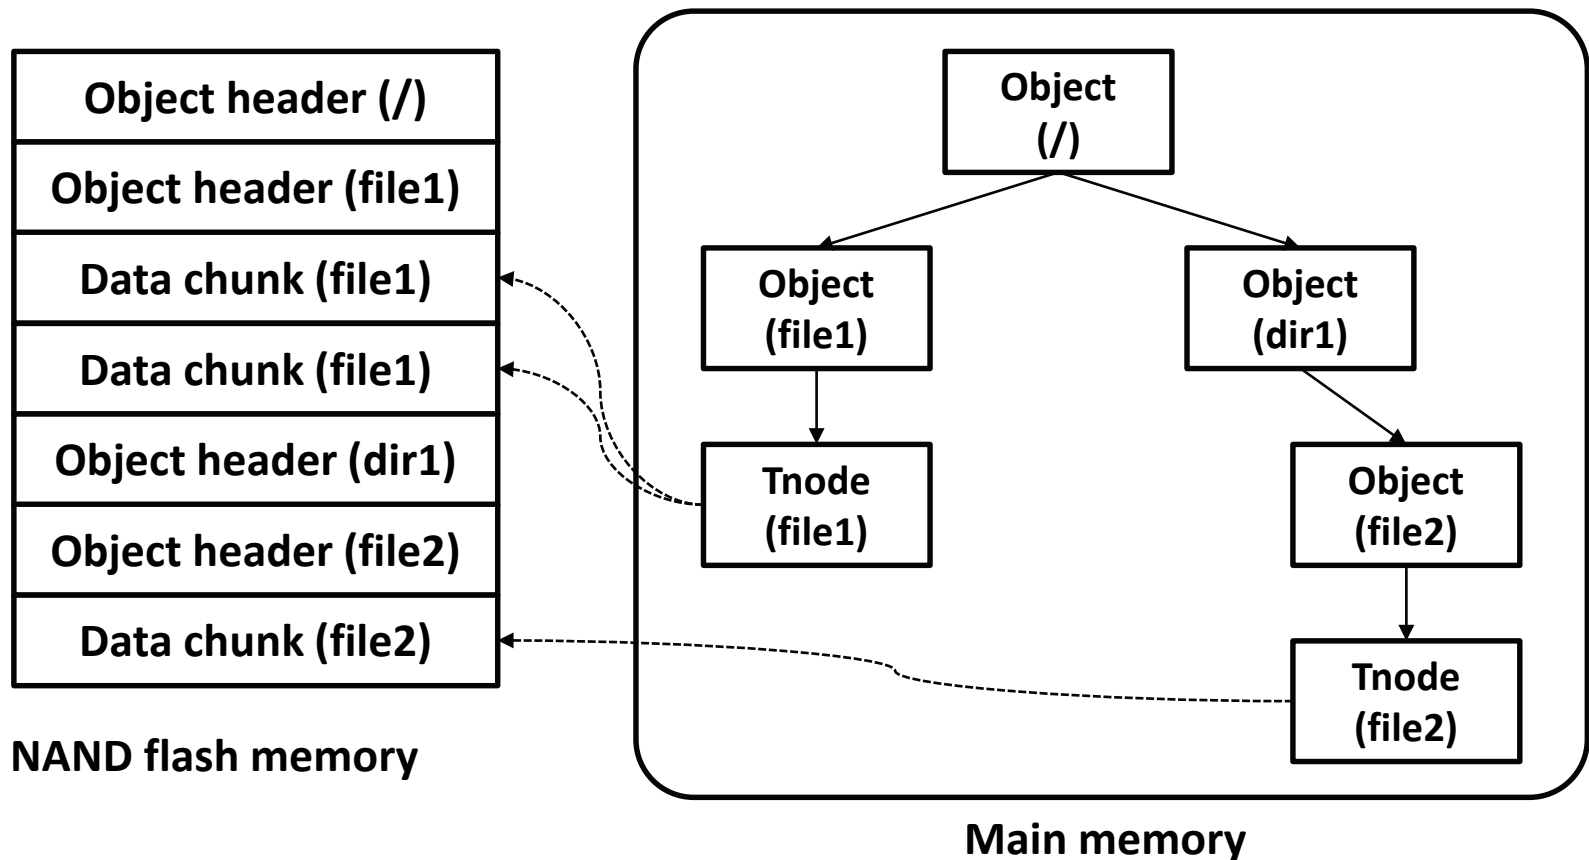 Object header (/)
Object header (file1)
Data chunk (file1)
Data chunk (file1)
Object header (dir1)
Object header (file2)
Data chunk (file2)
NAND flash memory
Object
(/)
Object
(file1)
Object
(dir1)
Tnode
(file1)
Object
(file2)
Tnode
(file2)
Main memory